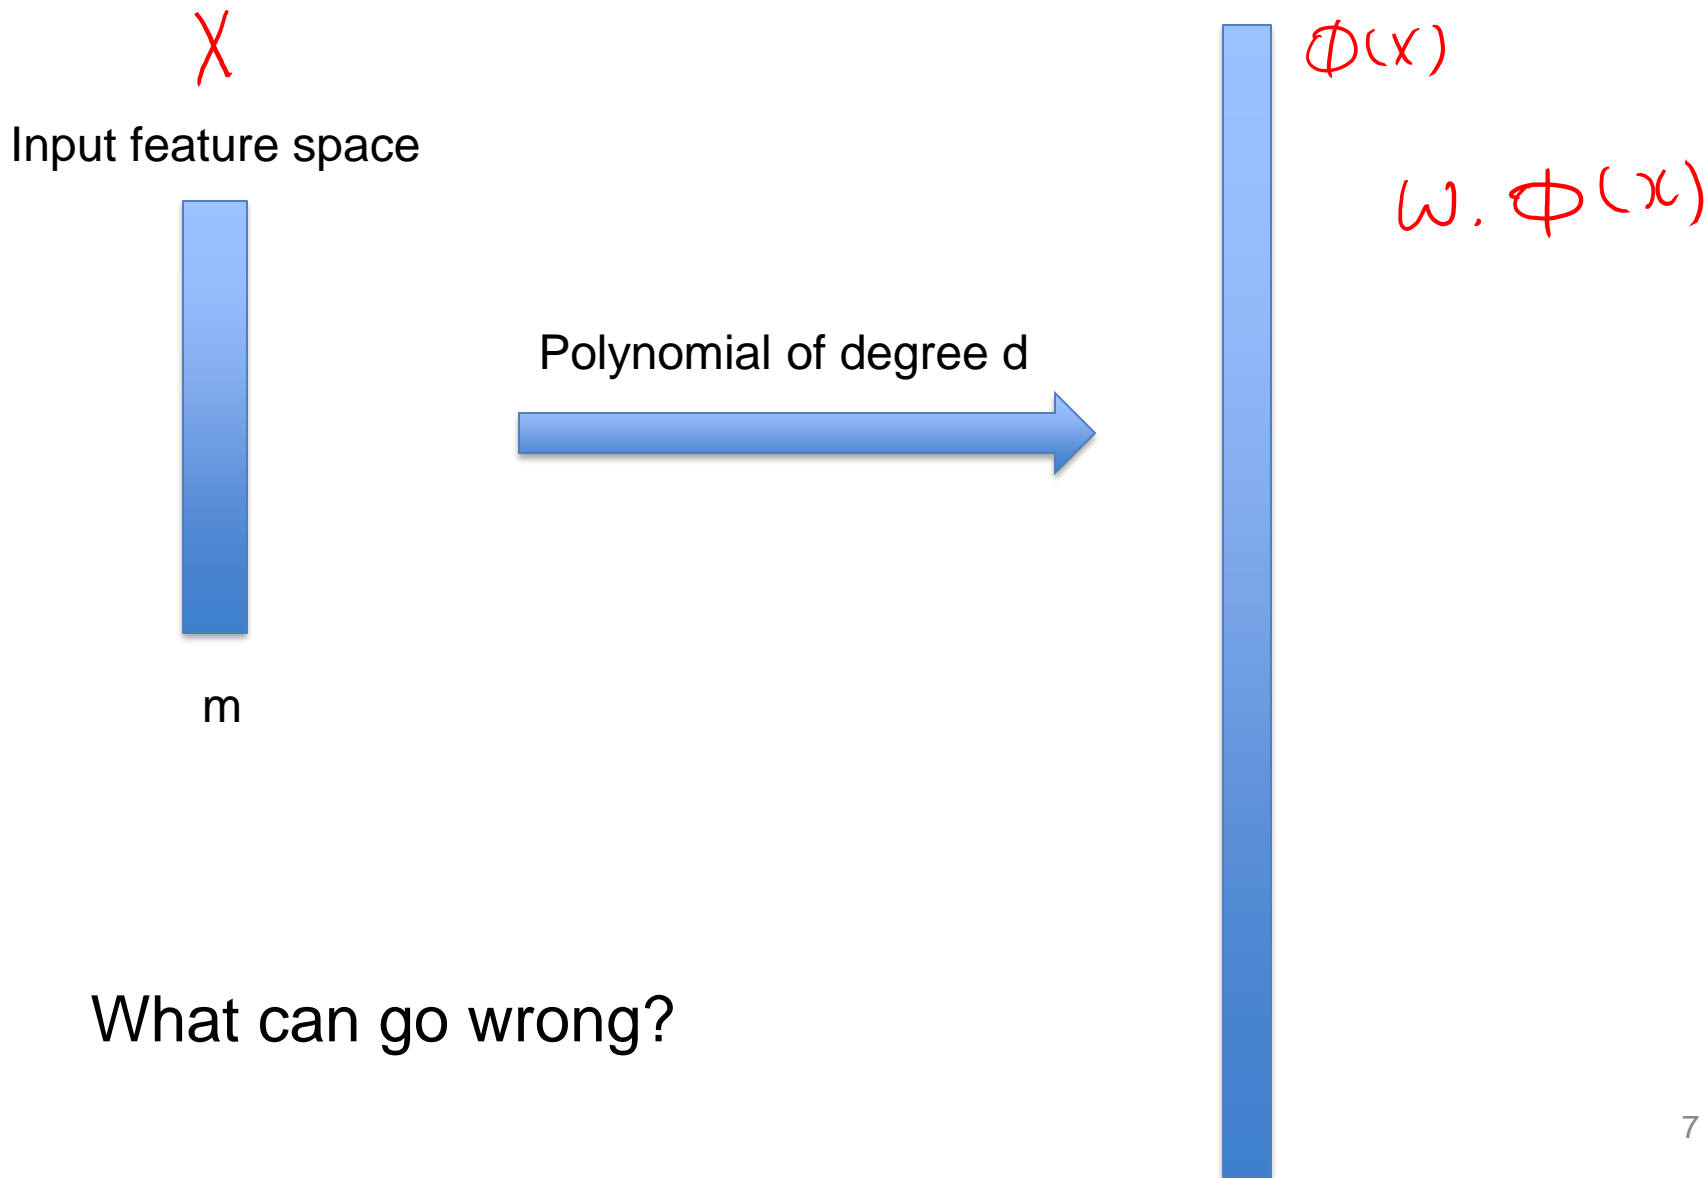 X
Input feature space
m
Polynomial of degree d
Φ(x)
w. Φ(x)
What can go wrong?
7